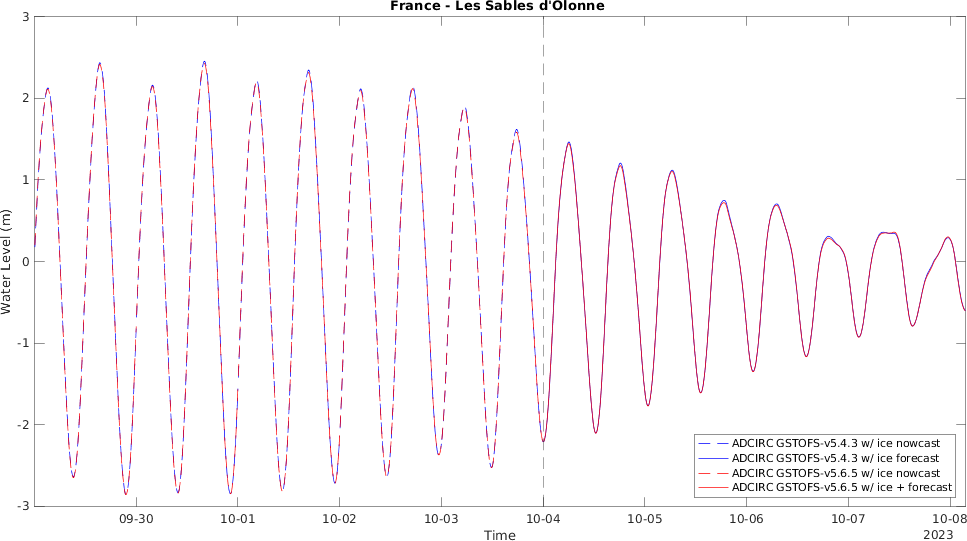 France - Les Sables d'Olonne
Water Level (m)
3
2
1
0
-1
-2
-3
09-30
10-01
10-02
10-03
10-04
10-05
10-06
10-07
10-08
2023
Time
ADCIRC GSTOFS-v5.4.3 w/ ice nowcast
ADCIRC GSTOFS-v5.4.3 w/ ice forecast
ADCIRC GSTOFS-v5.6.5 w/ ice nowcast
ADCIRC GSTOFS-v5.6.5 w/ ice + forecast